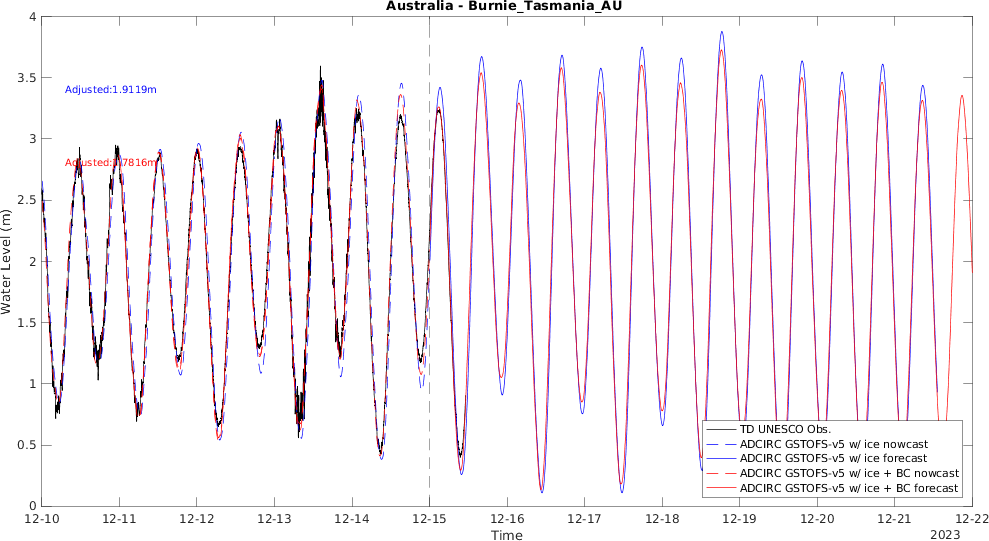 Australia - Burnie_Tasmania_AU
4
3.5
3
2.5
2
1.5
1
0.5
0
Water Level (m)
Adjusted:1.9119m
Adjusted:1.7816m
TD UNESCO Obs.
ADCIRC GSTOFS-v5 w/ ice nowcast
ADCIRC GSTOFS-v5 w/ ice forecast
ADCIRC GSTOFS-v5 w/ ice + BC nowcast
ADCIRC GSTOFS-v5 w/ ice + BC forecast
12-10 12-11 12-12 12-13 12-14 12-15 12-16 12-17 12-18 12-19 12-20 12-21 12-22
Time
2023